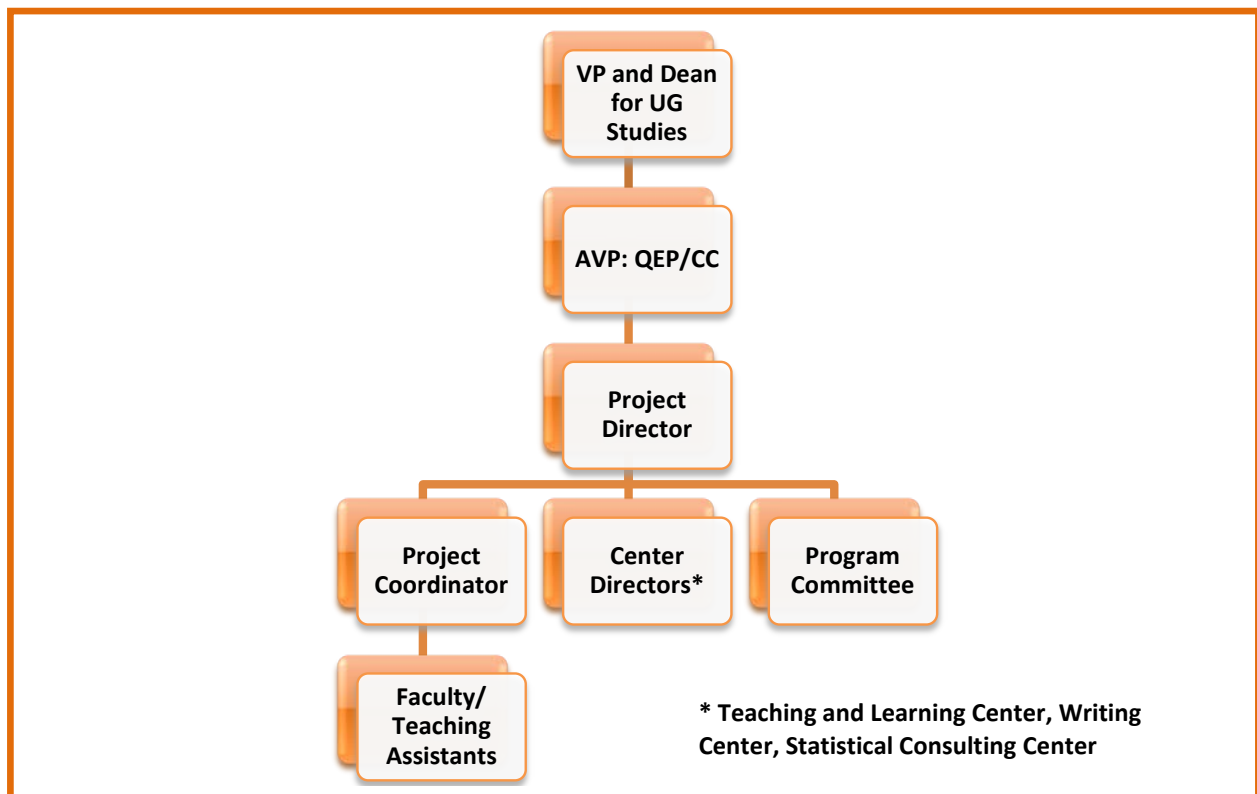 VP and Dean
for UG
Studies
AVP: QEP/CC
Project
Director
Project
Coordinator
Center
Directors*
Program
Committee
Faculty/
Teaching
Assistants
* Teaching and Learning Center, Writing
Center, Statistical Consulting Center